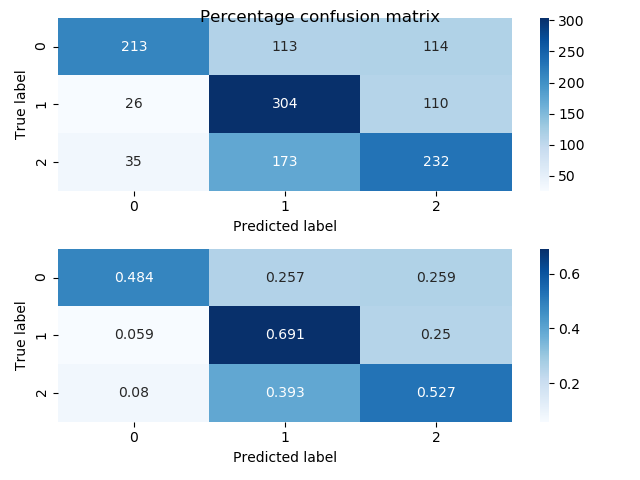 Percentage confusion matrix
0 213 113 114
1 26 304 110
2 35 173 232
0 1 2
True label
Predicted label
300
250
200
150
100
50
0 0.484 0.257 0.259
1 0.059 0.691 0.25
2 0.08 0.393 0.527
0 1 2
True label
Predicted label
0.6
0.4
0.2